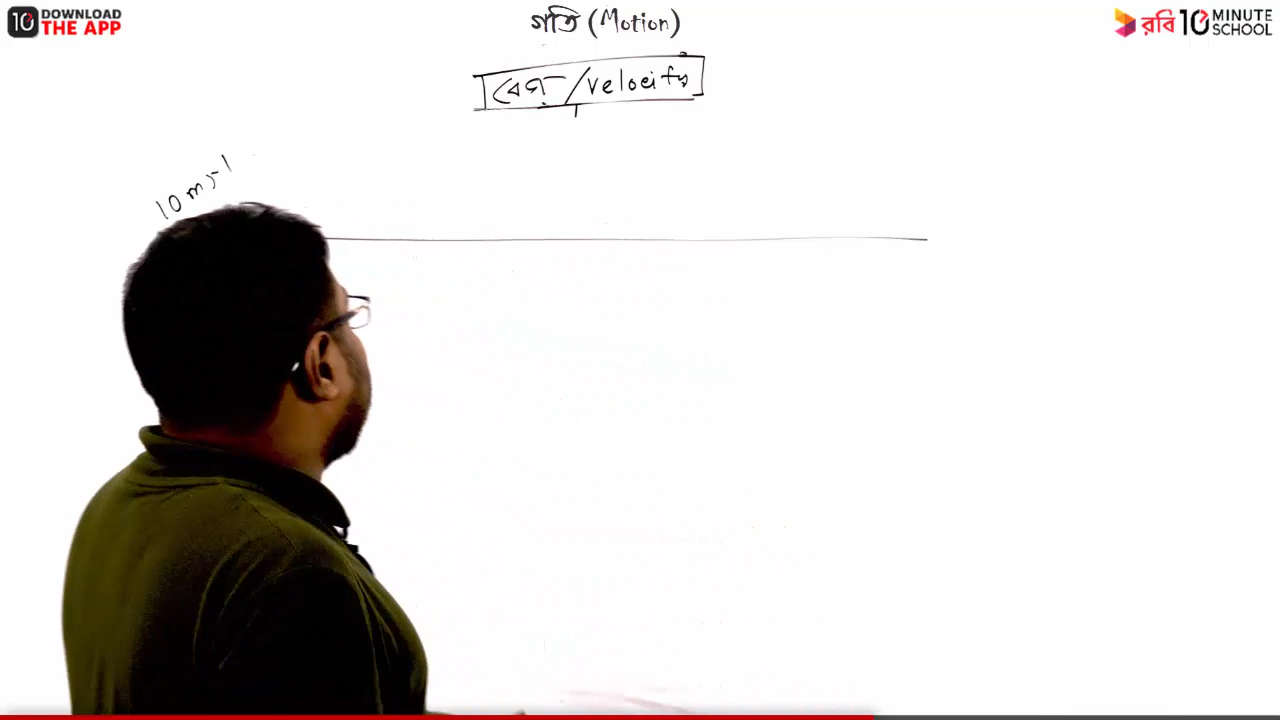 10 DOWNLOAD
THE APP
গতি (Motion)
রবি 10 MINUTE
SCHOOL
বেগ / velocity
10 ms-1